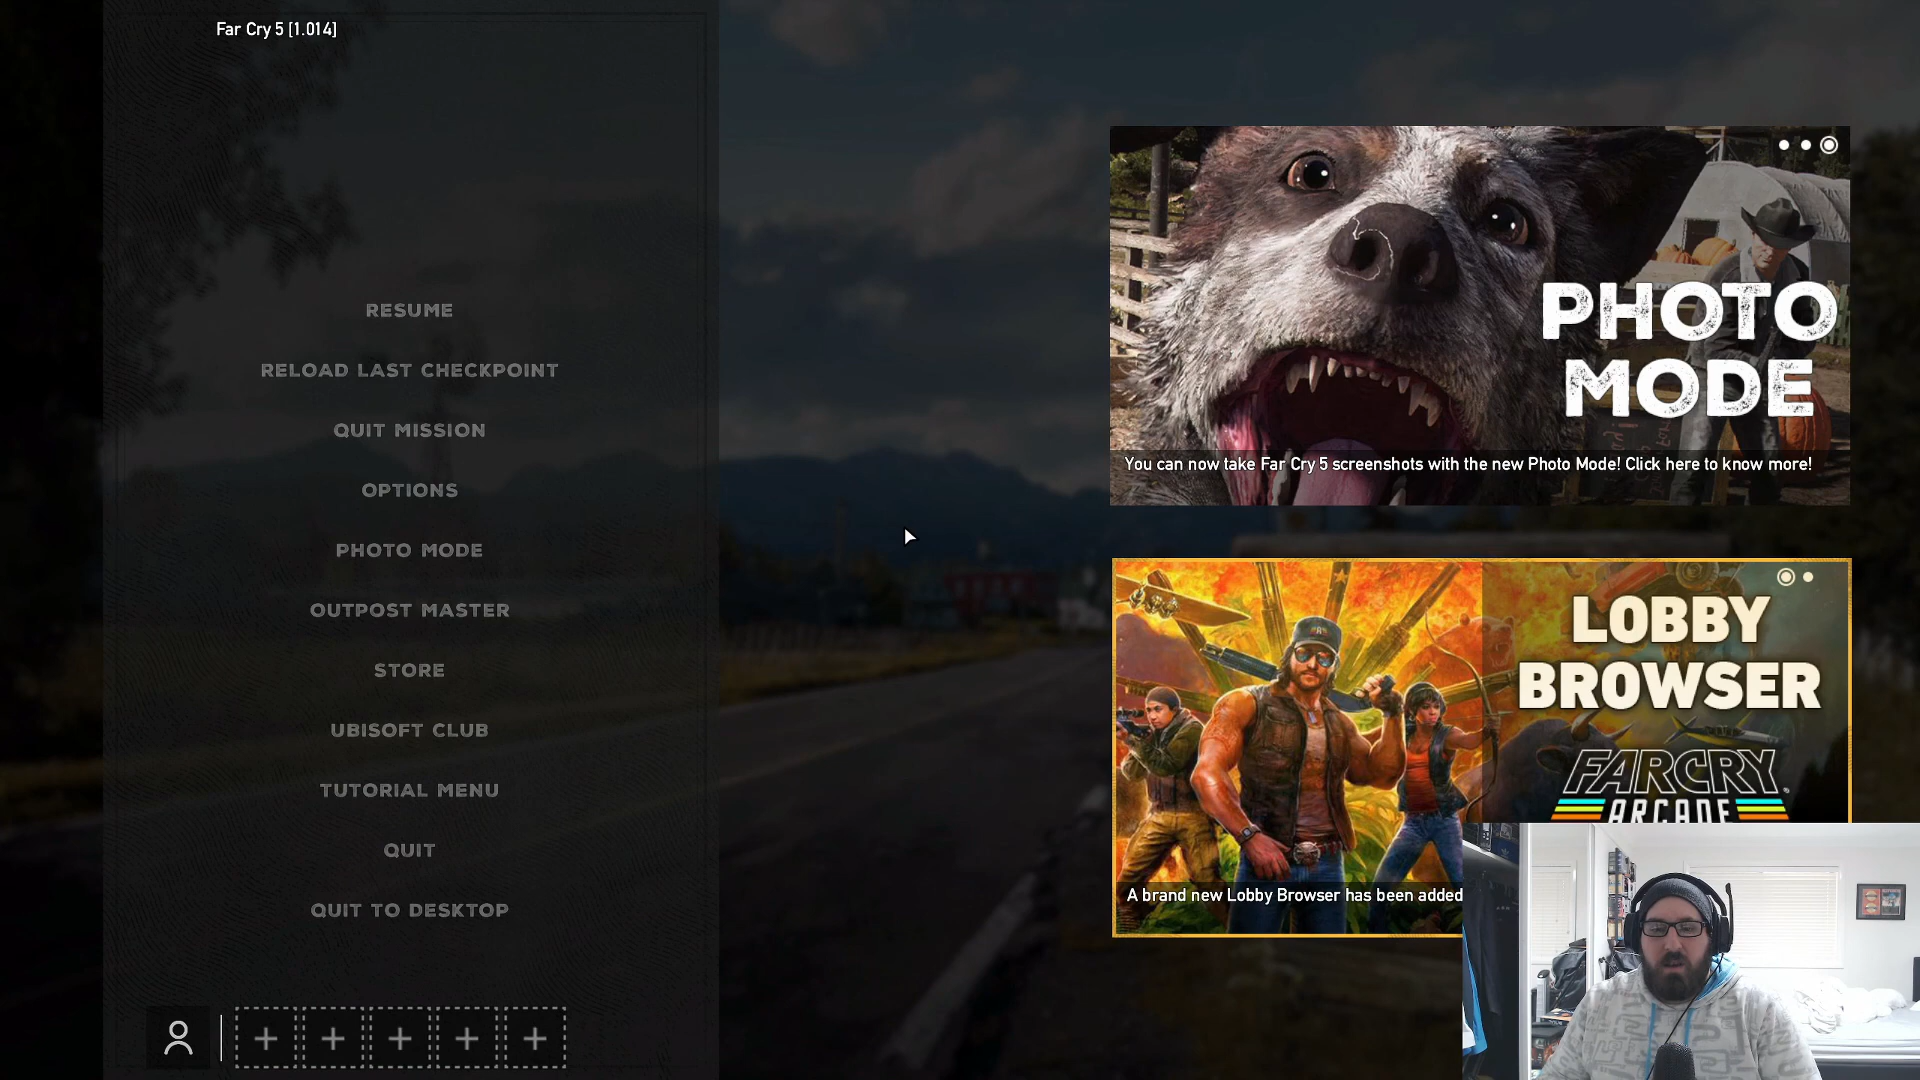 Far Cry 5 [1.014]
RESUME
RELOAD LAST CHECKPOINT
QUIT MISSION
OPTIONS
PHOTO MODE
OUTPOST MASTER
STORE
UBISOFT CLUB
TUTORIAL MENU
QUIT
QUIT TO DESKTOP
PHOTO
MODE
You can now take Far Cry 5 screenshots with the new Photo Mode! Click here to know more!
LOBBY
BROWSER
FARCRY
ARCADE
A brand new Lobby Browser has been added